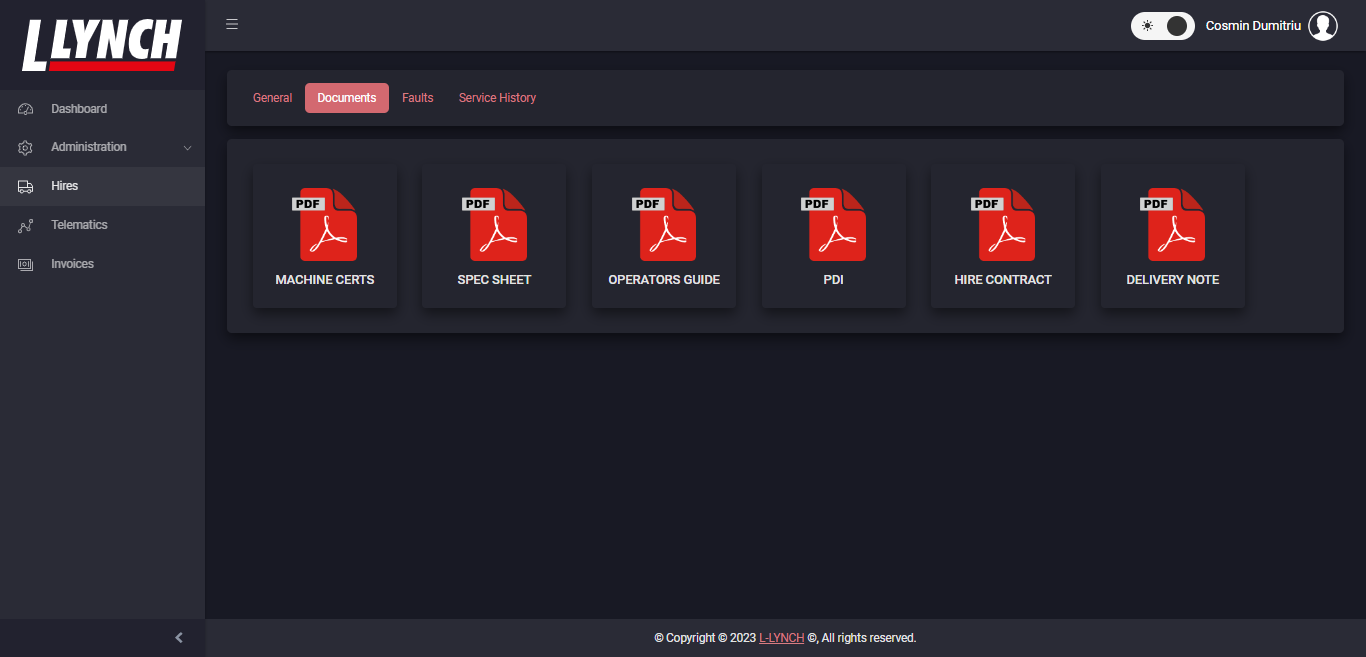 LLYNCH
Cosmin Dumitriu
Dashboard
Administration
Hires
Telematics
Invoices
General Documents Faults Service History
PDF PDF PDF PDF PDF PDF
MACHINE CERTS SPEC SHEET OPERATORS GUIDE PDI HIRE CONTRACT DELIVERY NOTE
© Copyright © 2023 L-LYNCH ©, All rights reserved.